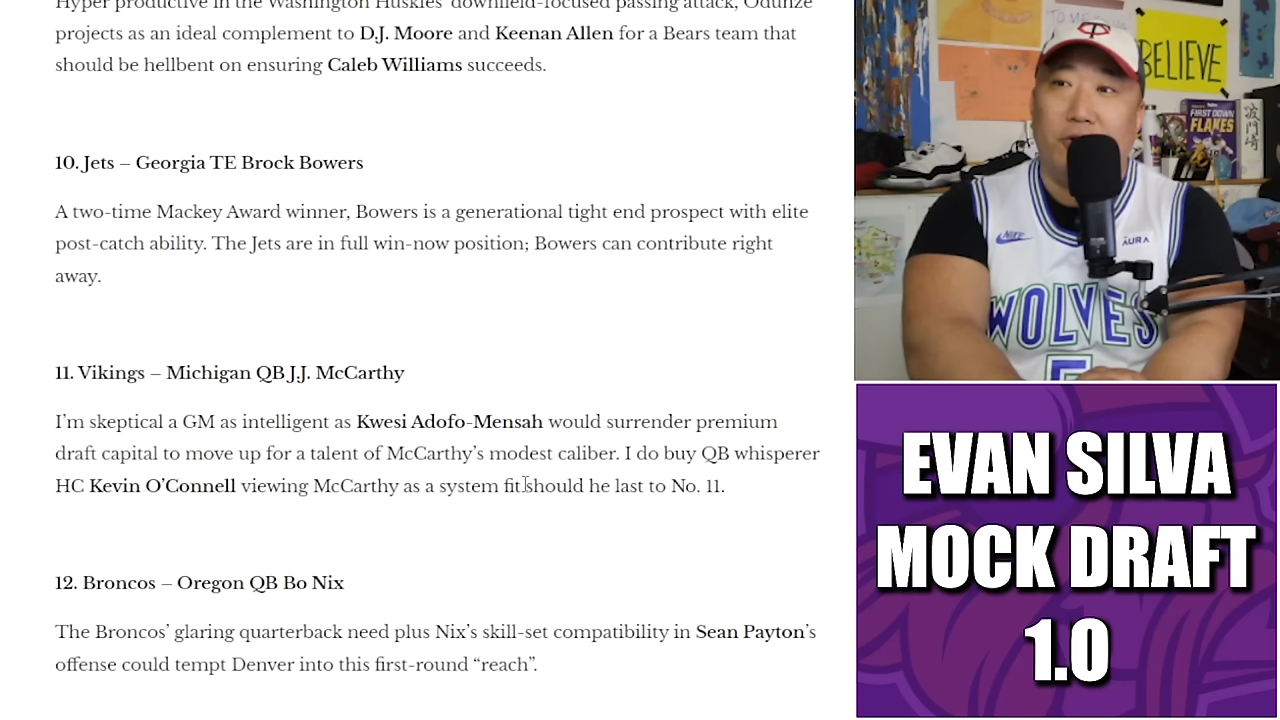 Hyper productive in the Washington Huskies' downfield-focused passing attack, Odunze
projects as an ideal complement to D.J. Moore and Keenan Allen for a Bears team that
should be hellbent on ensuring Caleb Williams succeeds.
10. Jets – Georgia TE Brock Bowers
A two-time Mackey Award winner, Bowers is a generational tight end prospect with elite
post-catch ability. The Jets are in full win-now position; Bowers can contribute right
away.
11. Vikings – Michigan QB J.J. McCarthy
I'm skeptical a GM as intelligent as Kwesi Adofo-Mensah would surrender premium
draft capital to move up for a talent of McCarthy's modest caliber. I do buy QB whisperer
HC Kevin O'Connell viewing McCarthy as a system fit should he last to No. 11.
12. Broncos – Oregon QB Bo Nix
The Broncos' glaring quarterback need plus Nix's skill-set compatibility in Sean Payton's
offense could tempt Denver into this first-round “reach”.
BELIEVE
FIRST DOWN
FLAKES
NIKE
AURA
WOLVES
EVAN SILVA
MOCK DRAFT
1.0